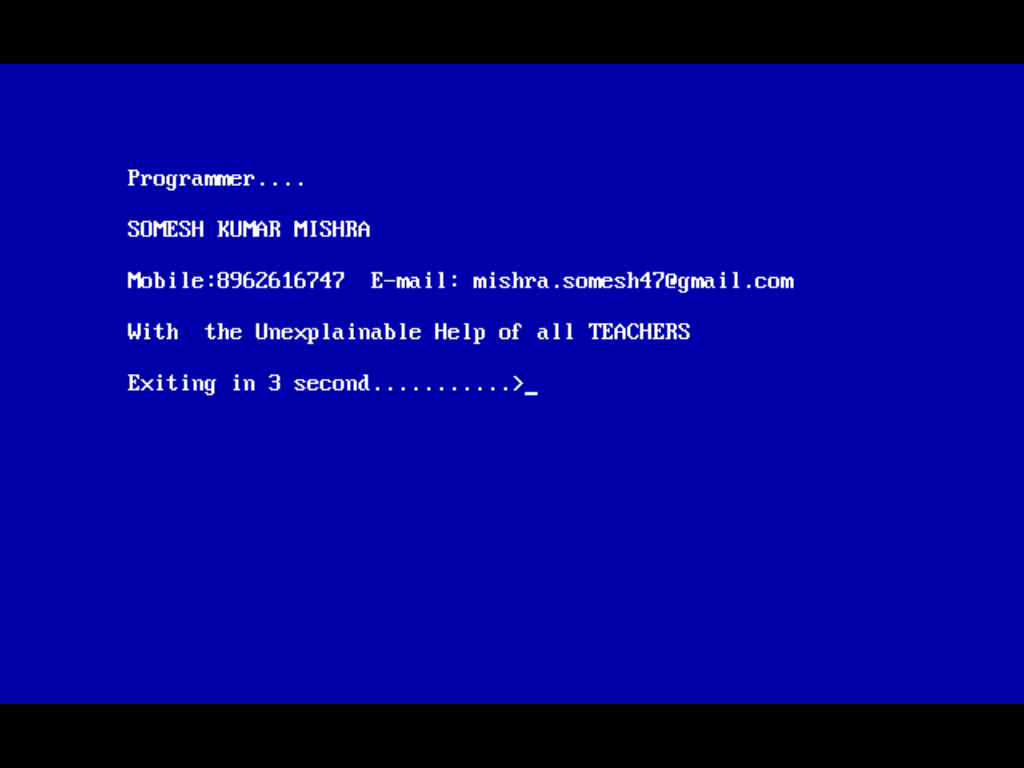 Programmer....
SOMESH KUMAR MISHRA
Mobile:8962616747  E-mail: mishra.somesh47@gmail.com
With  the Unexplainable Help of all TEACHERS
Exiting in 3 second...........>_